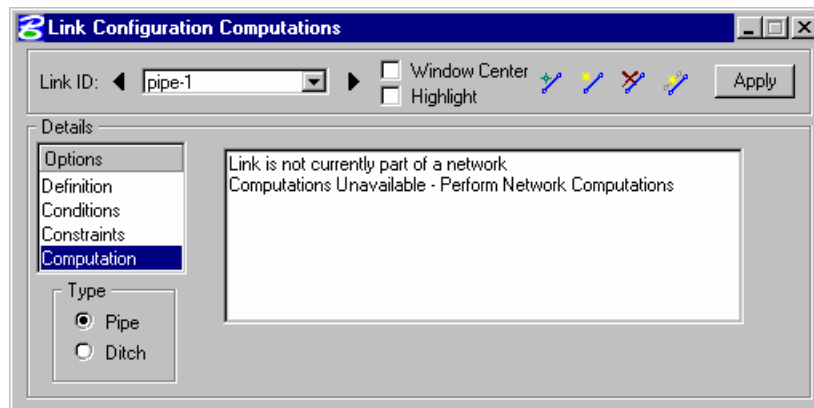 Link Configuration Computations
Link ID: pipe-1 Window Center Apply
Highlight
Details
Options
Definition
Conditions
Constraints
Computation
Link is not currently part of a network
Computations Unavailable - Perform Network Computations
Type
Pipe
Ditch